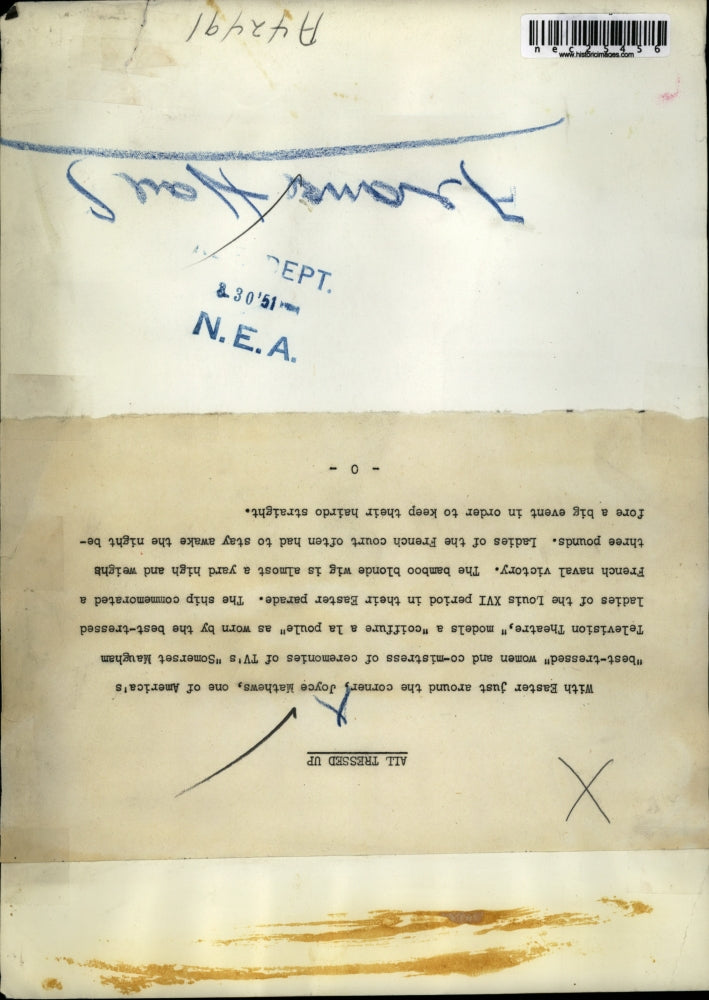 A42491
nec25456
www.historicimages.com
DEPT.
30'51
N.E.A.
ALL TRESSED UP
With Easter just around the corner, Joyce Mathews, one of America's
"best-tressed" women and co-mistress of ceremonies of TV's "Somerset Maugham
Television Theatre," models a "coiffure a la poule" as worn by the best-tressed
ladies of the Louis XVI period in their Easter parade. The ship commemorated a
French naval victory. The bamboo blonde wig is almost a yard high and weighs
three pounds. Ladies of the French court often had to stay awake the night be-
fore a big event in order to keep their hairdo straight.
- 0 -